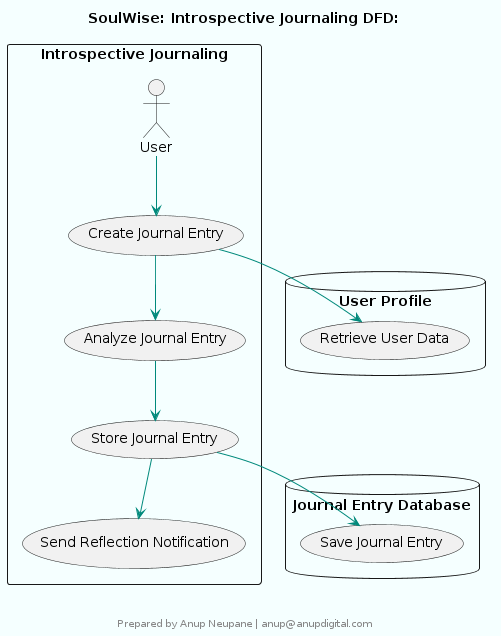 SoulWise: Introspective Journaling DFD:
Introspective Journaling
User
Create Journal Entry
User Profile
Analyze Journal Entry
Retrieve User Data
Store Journal Entry
Journal Entry Database
Send Reflection Notification
Save Journal Entry
Prepared by Anup Neupane | anup@anupdigital.com